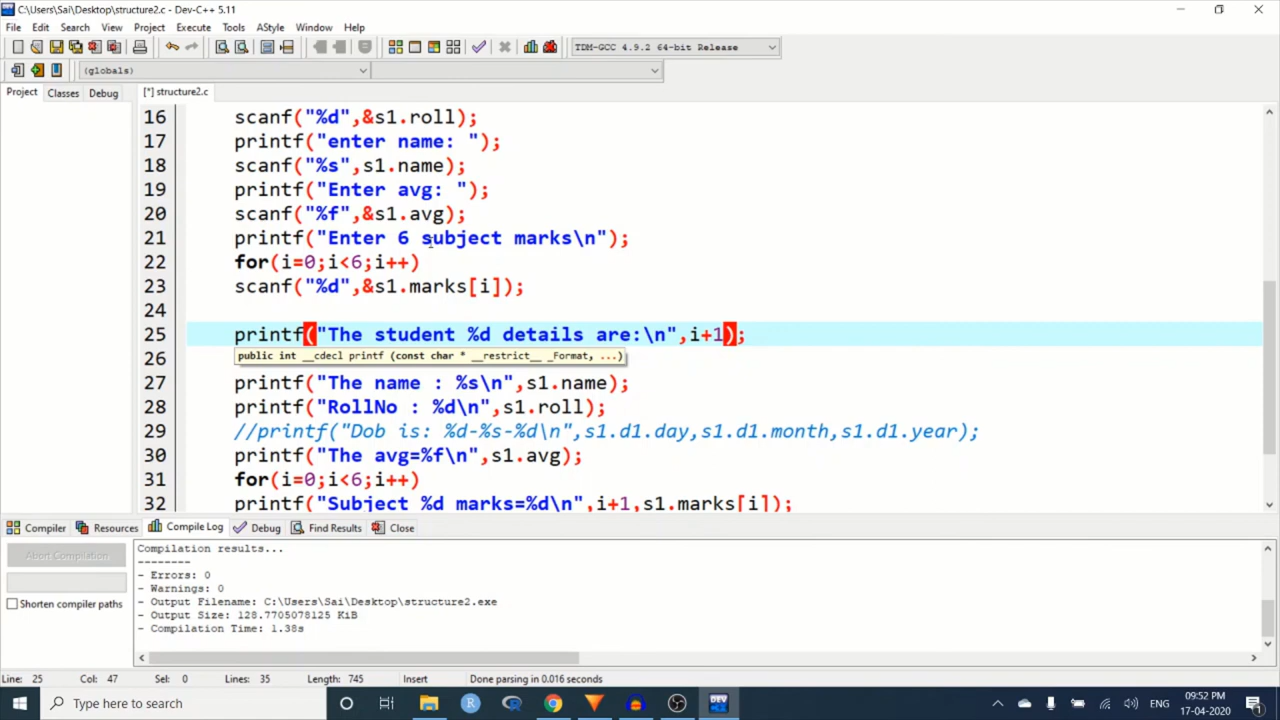 C:\Users\Sai\Desktop\structure2.c - Dev-C++ 5.11
File Edit Search View Project Execute Tools AStyle Window Help
TDM-GCC 4.9.2 64-bit Release
(globals)
Project Classes Debug [*] structure2.c
16 scanf("%d",&s1.roll);
17 printf("enter name: ");
18 scanf("%s",s1.name);
19 printf("Enter avg: ");
20 scanf("%f",&s1.avg);
21 printf("Enter 6 subject marks\n");
22 for(i=0;i<6;i++)
23 scanf("%d",&s1.marks[i]);
24
25 printf("The student %d details are:\n",i+1);
public int __cdecl printf (const char * __restrict__ _Format, ...)
26
27 printf("The name : %s\n",s1.name);
28 printf("RollNo : %d\n",s1.roll);
29 //printf("Dob is: %d-%s-%d\n",s1.d1.day,s1.d1.month,s1.d1.year);
30 printf("The avg=%f\n",s1.avg);
31 for(i=0;i<6;i++)
32 printf("Subject %d marks=%d\n",i+1,s1.marks[i]);
Compiler Resources Compile Log Debug Find Results Close
Abort Compilation
Shorten compiler paths
Compilation results...
--------
- Errors: 0
- Warnings: 0
- Output Filename: C:\Users\Sai\Desktop\structure2.exe
- Output Size: 128.7705078125 KiB
- Compilation Time: 1.38s
Line: 25 Col: 47 Sel: 0 Lines: 35 Length: 745 Insert Done parsing in 0.016 seconds
Type here to search
R
DEV
ENG
09:52 PM
17-04-2020
1